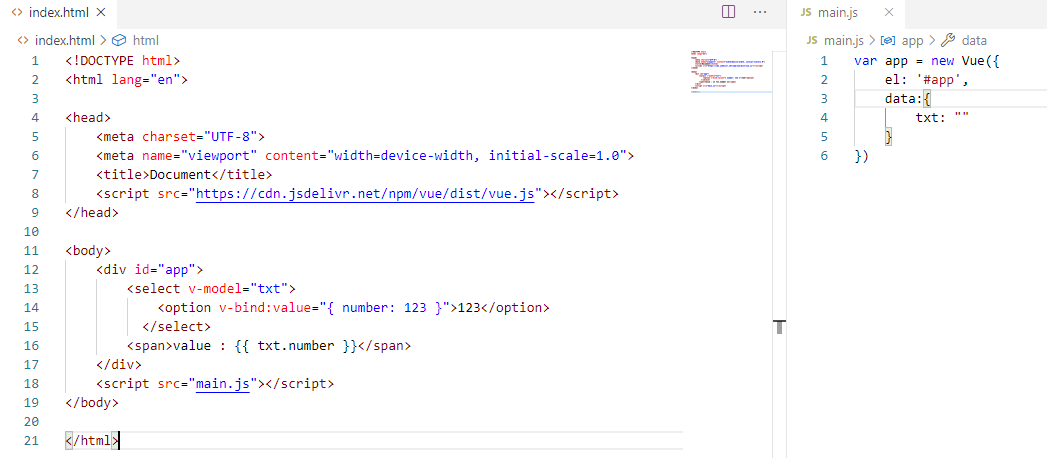 index.html
index.html > html
1 <!DOCTYPE html>
2 <html lang="en">
3
4 <head>
5 <meta charset="UTF-8">
6 <meta name="viewport" content="width=device-width, initial-scale=1.0">
7 <title>Document</title>
8 <script src="https://cdn.jsdelivr.net/npm/vue/dist/vue.js"></script>
9 </head>
10
11 <body>
12 <div id="app">
13 <select v-model="txt">
14 <option v-bind:value="{ number: 123 }">123</option>
15 </select>
16 <span>value : {{ txt.number }}</span>
17 </div>
18 <script src="main.js"></script>
19 </body>
20
21 </html>
JS main.js
JS main.js > app > data
1 var app = new Vue({
2 el: '#app',
3 data:{
4 txt: ""
5 }
6 })